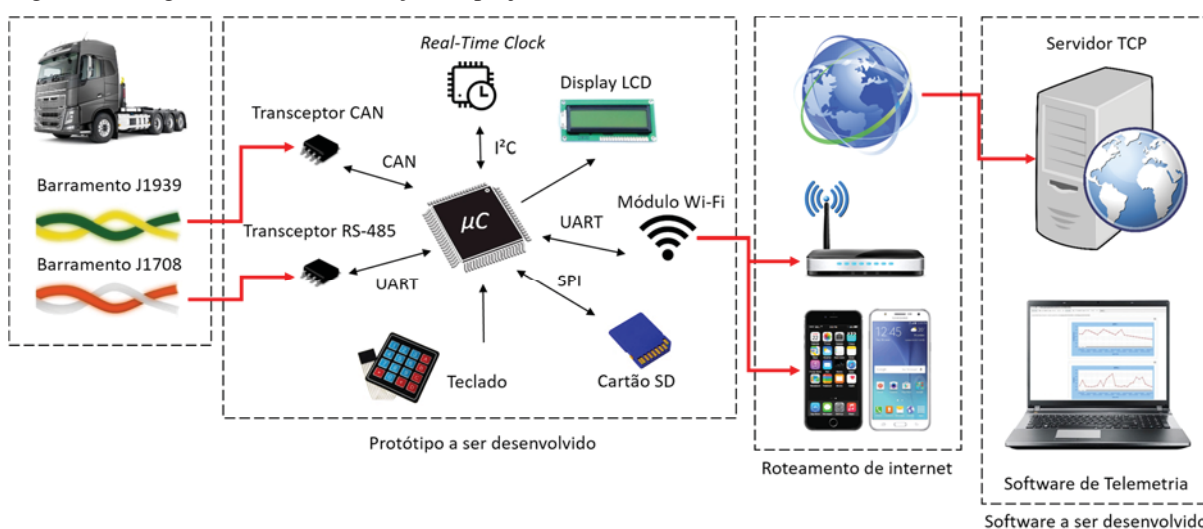 Real-Time Clock
Display LCD
Servidor TCP
Transceptor CAN
I²C
CAN
Barramento J1939
Módulo Wi-Fi
µC
UART
Transceptor RS-485
Barramento J1708
UART
SPI
12:45
Teclado
Cartão SD
Protótipo a ser desenvolvido
Roteamento de internet
Software de Telemetria
Software a ser desenvolvido